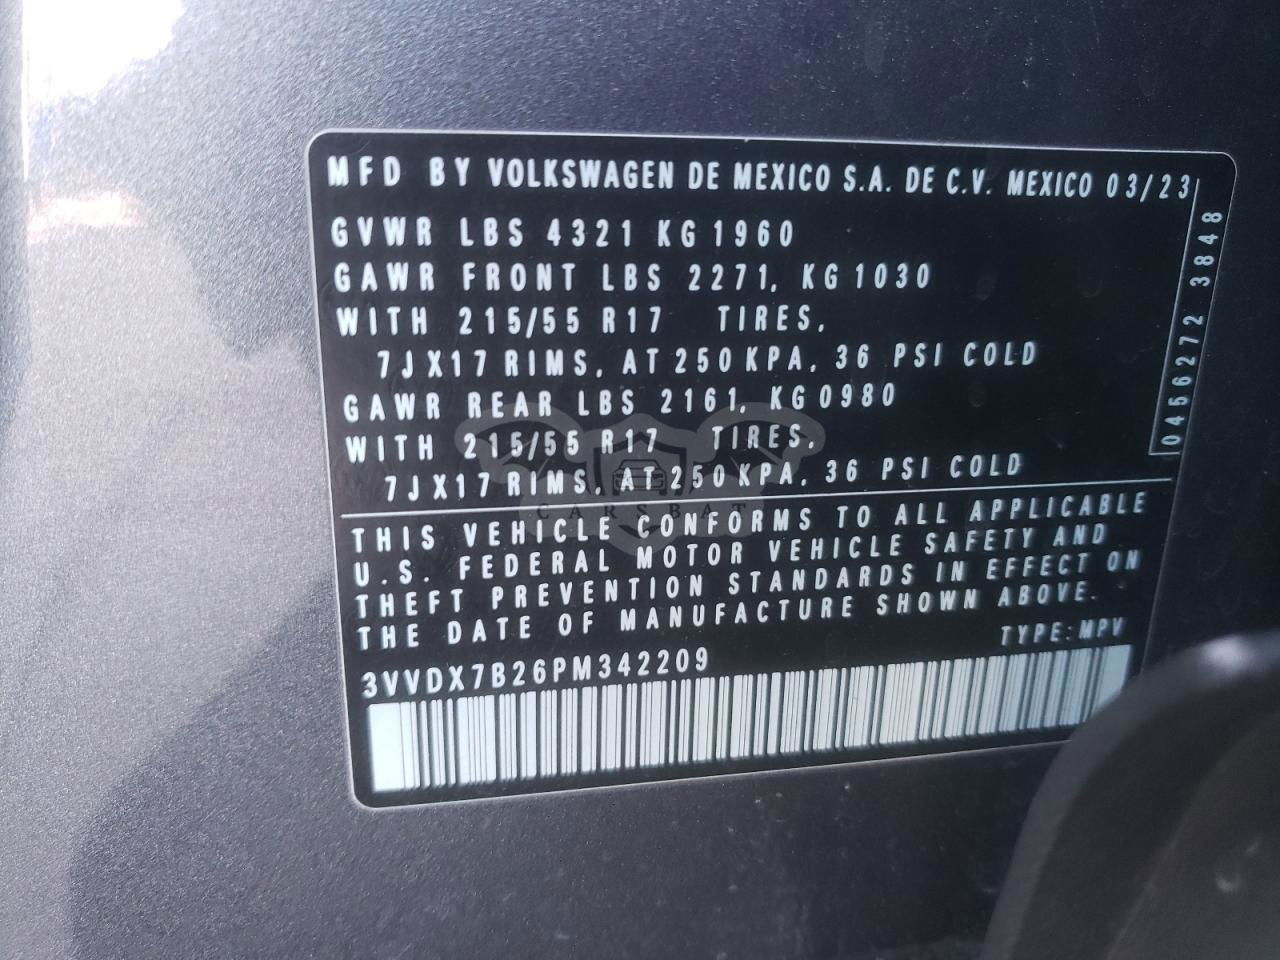 MFD BY VOLKSWAGEN DE MEXICO S.A. DE C.V. MEXICO 03/23
GVWR LBS 4321 KG 1960
GAWR FRONT LBS 2271, KG 1030
WITH 215/55 R17 TIRES,
7JX17 RIMS, AT 250 KPA, 36 PSI COLD
GAWR REAR LBS 2161, KG 0980
WITH 215/55 R17 TIRES,
7JX17 RIMS, AT 250 KPA, 36 PSI COLD
CARSBAT
THIS VEHICLE CONFORMS TO ALL APPLICABLE
U.S. FEDERAL MOTOR VEHICLE SAFETY AND
THEFT PREVENTION STANDARDS IN EFFECT ON
THE DATE OF MANUFACTURE SHOWN ABOVE.
TYPE: MPV
3VVDX7B26PM342209
0456272 3848